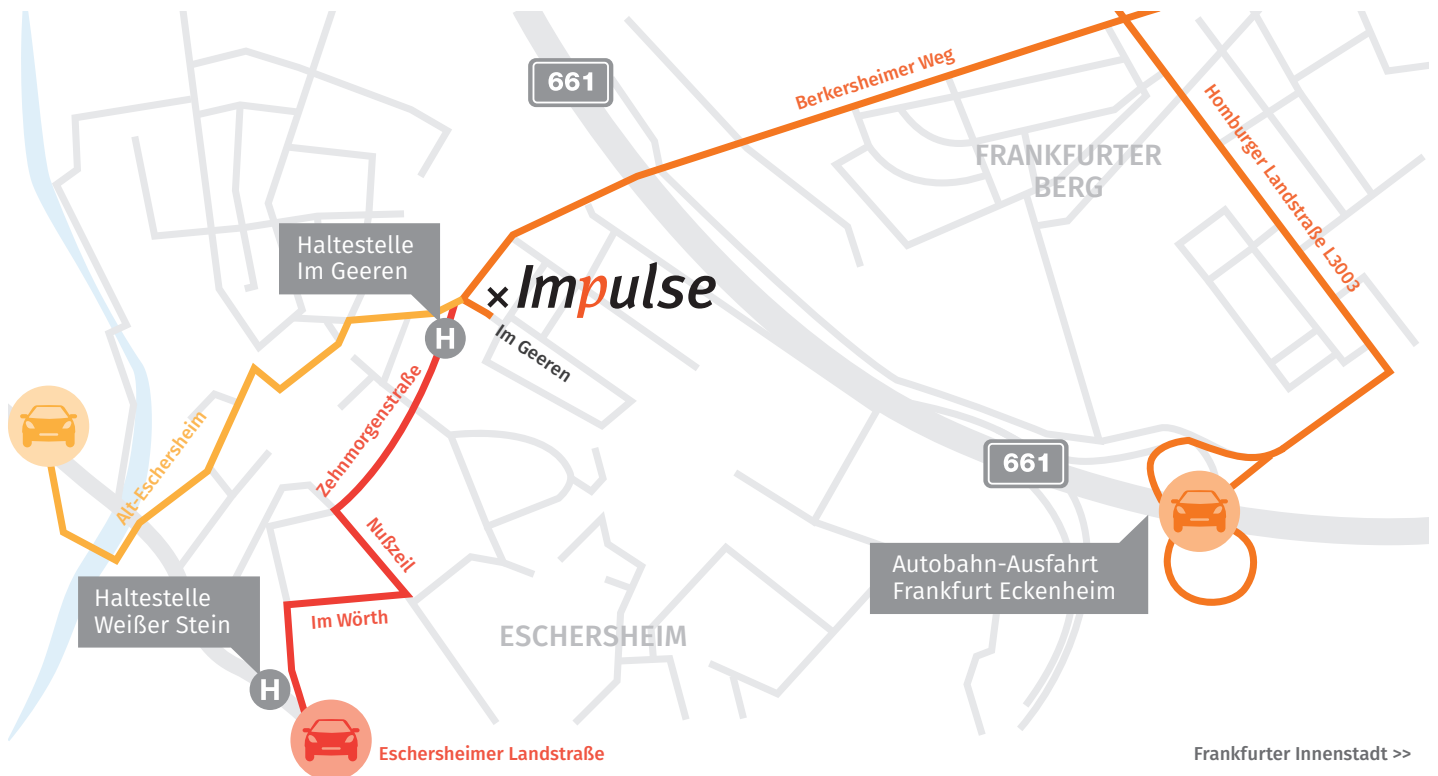 661
Berkersheimer Weg
Homburger Landstraße L3003
FRANKFURTER
BERG
Haltestelle
Im Geeren
Impulse
H
Im Geeren
Zehnmorgenstraße
Alt-Eschersheim
661
Nußzeil
Autobahn-Ausfahrt
Frankfurt Eckenheim
Haltestelle
Weißer Stein
Im Wörth
ESCHERSHEIM
H
Eschersheimer Landstraße
Frankfurter Innenstadt >>